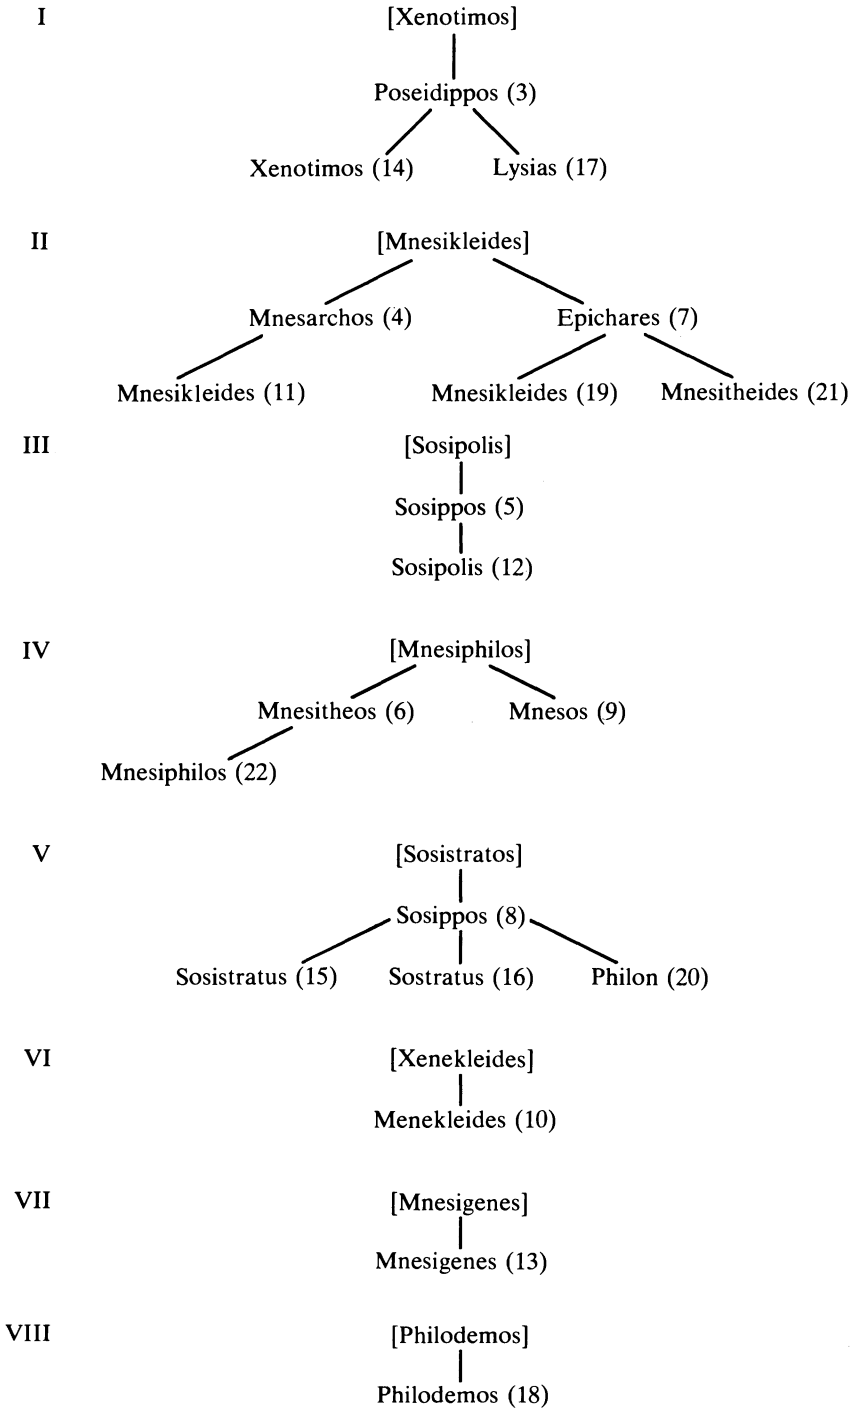 I [Xenotimos]
Poseidippos (3)
Xenotimos (14) Lysias (17)
II [Mnesikleides]
Mnesarchos (4) Epichares (7)
Mnesikleides (11) Mnesikleides (19) Mnesitheides (21)
III [Sosipolis]
Sosippos (5)
Sosipolis (12)
IV [Mnesiphilos]
Mnesitheos (6) Mnesos (9)
Mnesiphilos (22)
V [Sosistratos]
Sosippos (8)
Sosistratus (15) Sostratus (16) Philon (20)
VI [Xenekleides]
Menekleides (10)
VII [Mnesigenes]
Mnesigenes (13)
VIII [Philodemos]
Philodemos (18)